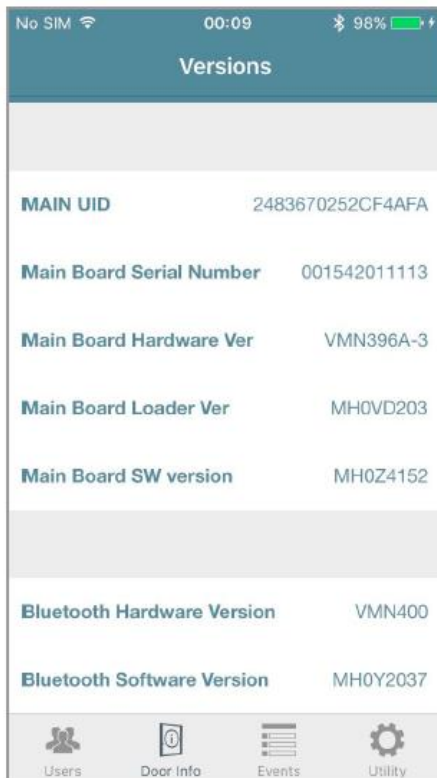 No SIM 00:09 98%
Versions
MAIN UID 2483670252CF4AFA
Main Board Serial Number 001542011113
Main Board Hardware Ver VMN396A-3
Main Board Loader Ver MH0VD203
Main Board SW version MH0Z4152
Bluetooth Hardware Version VMN400
Bluetooth Software Version MH0Y2037
Users Door Info Events Utility